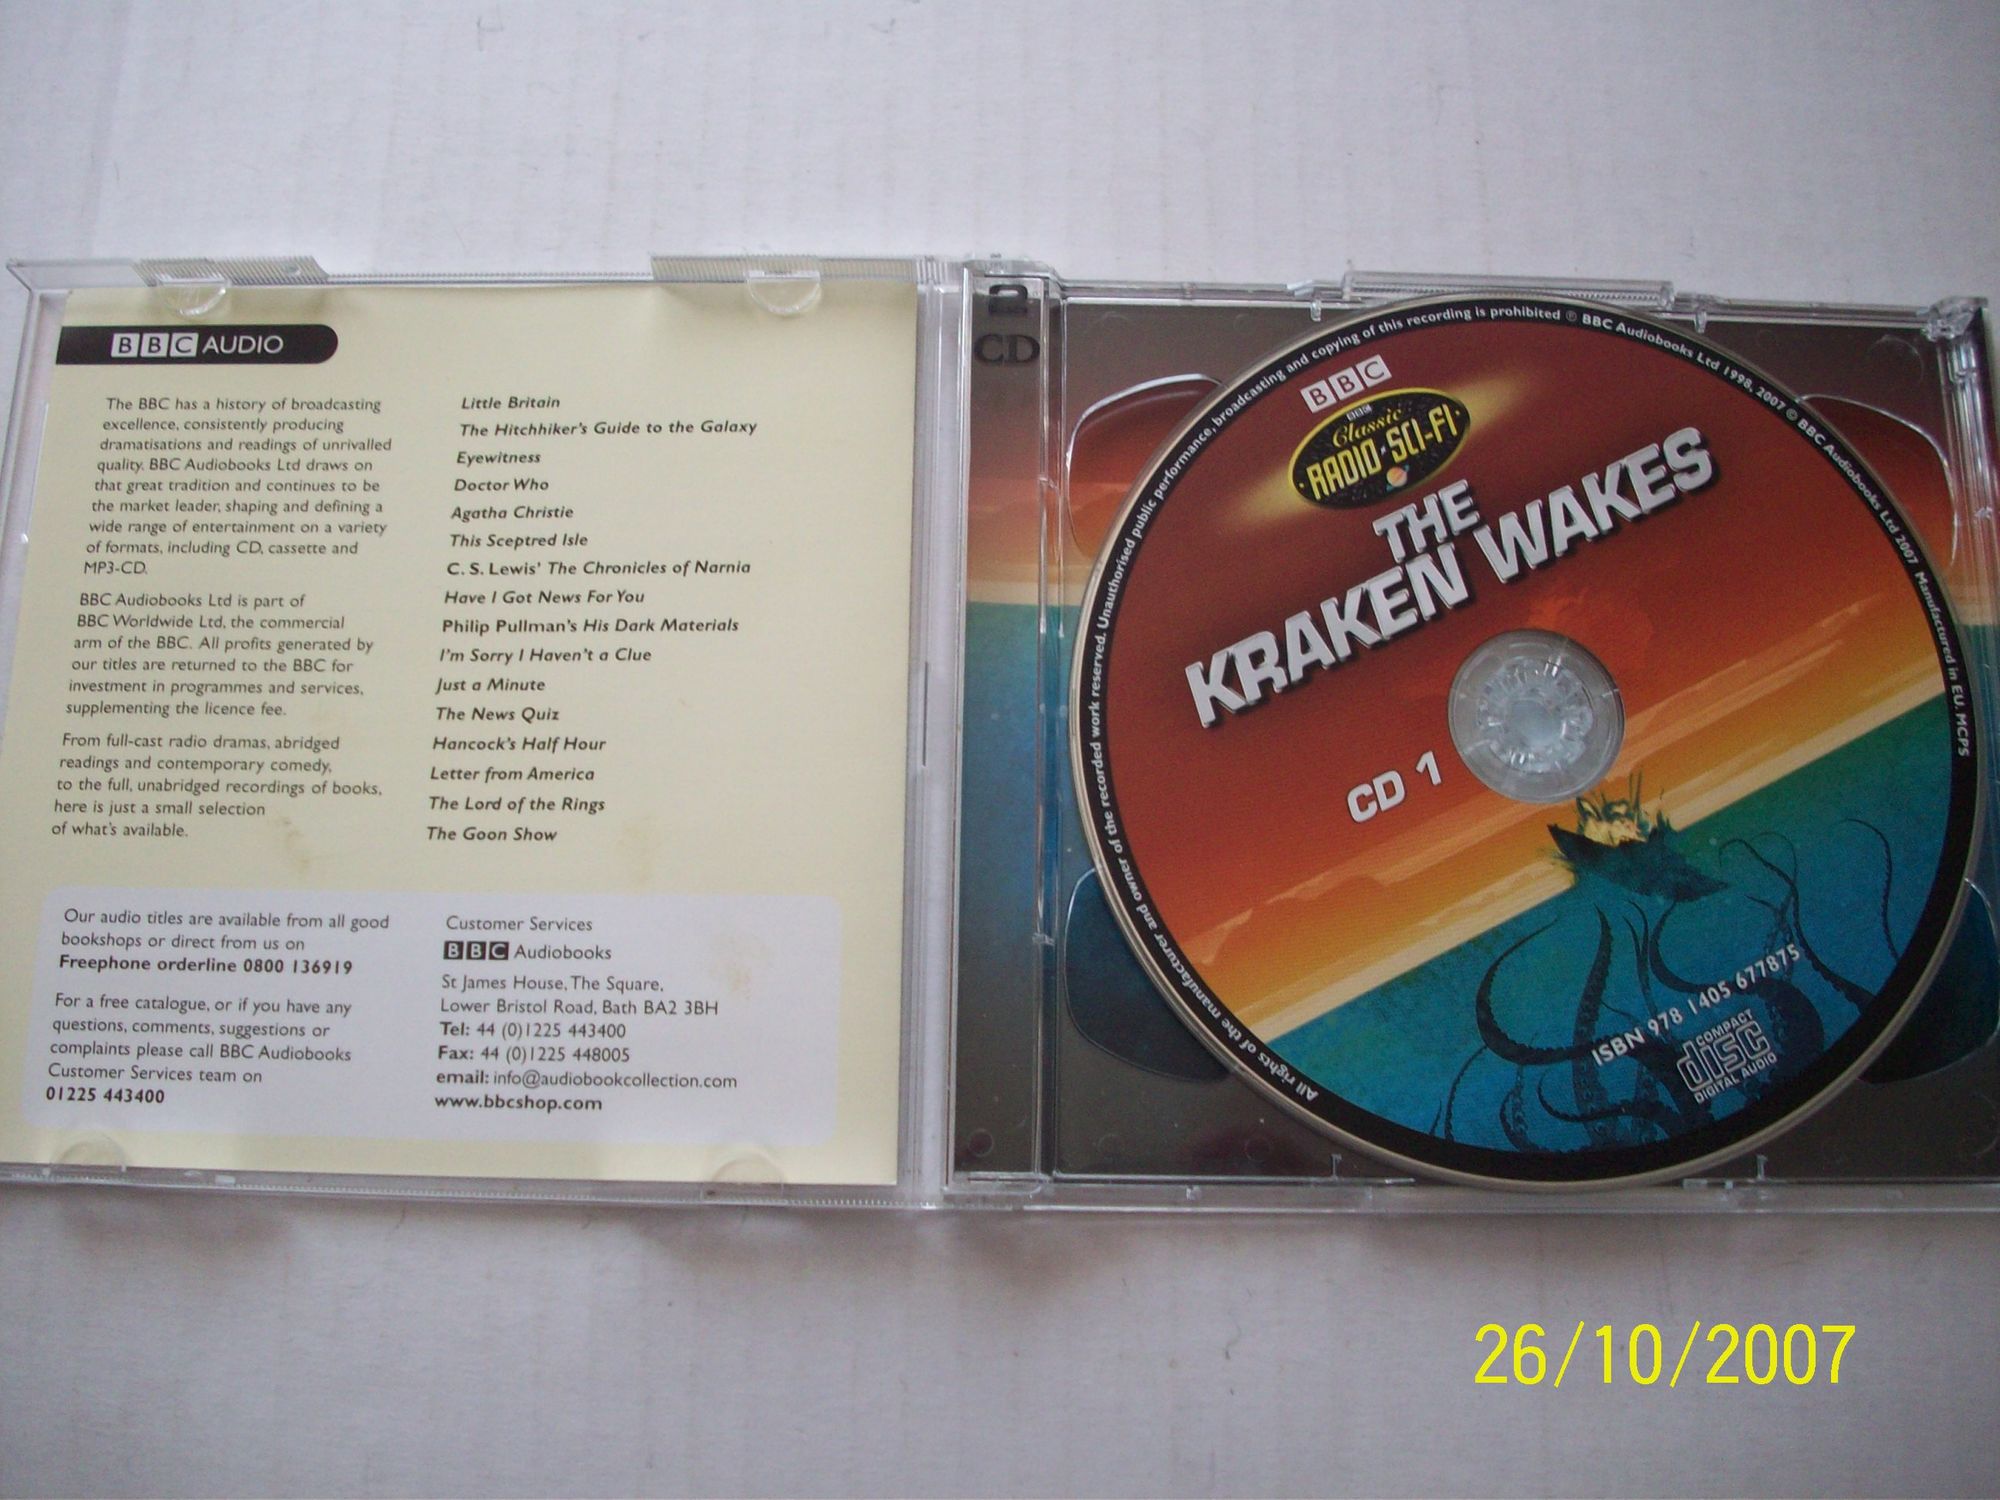 BBC AUDIO
The BBC has a history of broadcasting
excellence, consistently producing
dramatisations and readings of unrivalled
quality. BBC Audiobooks Ltd draws on
that great tradition and continues to be
the market leader, shaping and defining a
wide range of entertainment on a variety
of formats, including CD, cassette and
MP3-CD.
BBC Audiobooks Ltd is part of
BBC Worldwide Ltd, the commercial
arm of the BBC. All profits generated by
our titles are returned to the BBC for
investment in programmes and services,
supplementing the licence fee.
From full-cast radio dramas, abridged
readings and contemporary comedy,
to the full, unabridged recordings of books,
here is just a small selection
of what's available.
Little Britain
The Hitchhiker's Guide to the Galaxy
Eyewitness
Doctor Who
Agatha Christie
This Sceptred Isle
C. S. Lewis' The Chronicles of Narnia
Have I Got News For You
Philip Pullman's His Dark Materials
I'm Sorry I Haven't a Clue
Just a Minute
The News Quiz
Hancock's Half Hour
Letter from America
The Lord of the Rings
The Goon Show
Our audio titles are available from all good
bookshops or direct from us on
Freephone orderline 0800 136919
For a free catalogue, or if you have any
questions, comments, suggestions or
complaints please call BBC Audiobooks
Customer Services team on
01225 443400
Customer Services
BBC Audiobooks
St James House, The Square,
Lower Bristol Road, Bath BA2 3BH
Tel: 44 (0)1225 443400
Fax: 44 (0)1225 448005
email: info@audiobookcollection.com
www.bbcshop.com
2
CD
All rights of the manufacturer and owner of the recorded work reserved. Unauthorised public performance, broadcasting and copying of this recording is prohibited ℗ BBC Audiobooks Ltd 1998, 2007 © BBC Audiobooks Ltd 2007 Manufactured in EU. MCPS
BBC
BBC
Classic
RADIO SCI-FI
THE
KRAKEN WAKES
CD 1
ISBN 978 1405 677875
COMPACT
disc
DIGITAL AUDIO
26/10/2007